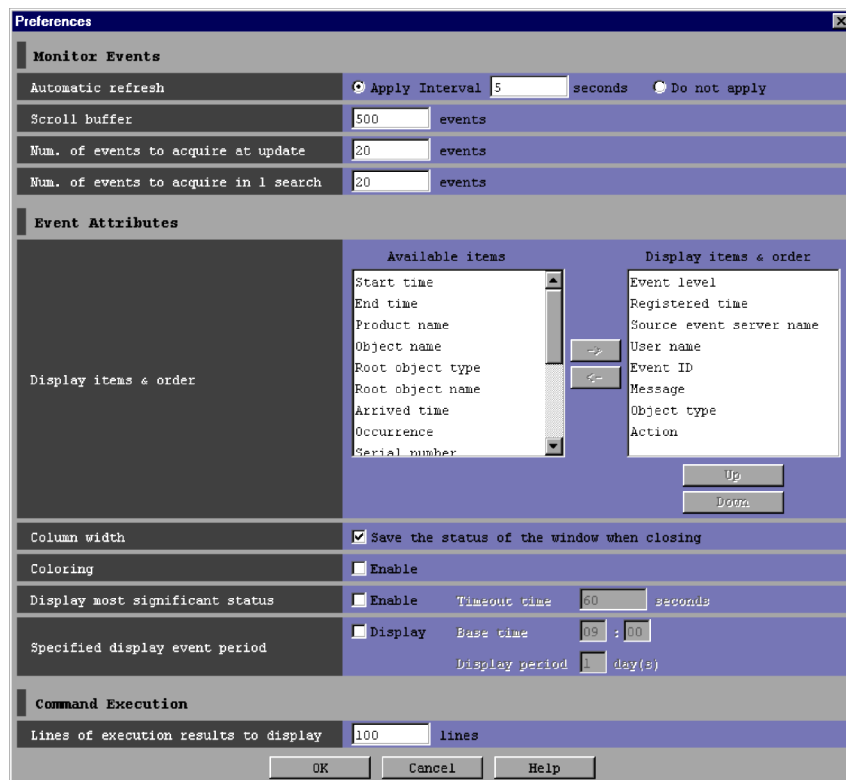 Preferences
Monitor Events
Automatic refresh
Apply Interval 5 seconds Do not apply
Scroll buffer
500 events
Num. of events to acquire at update
20 events
Num. of events to acquire in 1 search
20 events
Event Attributes
Display items & order
Available items
Start time
End time
Product name
Object name
Root object type
Root object name
Arrived time
Occurrence
Serial number
->
<-
Display items & order
Event level
Registered time
Source event server name
User name
Event ID
Message
Object type
Action
Up
Down
Column width
Save the status of the window when closing
Coloring
Enable
Display most significant status
Enable Timeout time 60 seconds
Specified display event period
Display Base time 09 : 00
Display period 1 day(s)
Command Execution
Lines of execution results to display
100 lines
OK Cancel Help